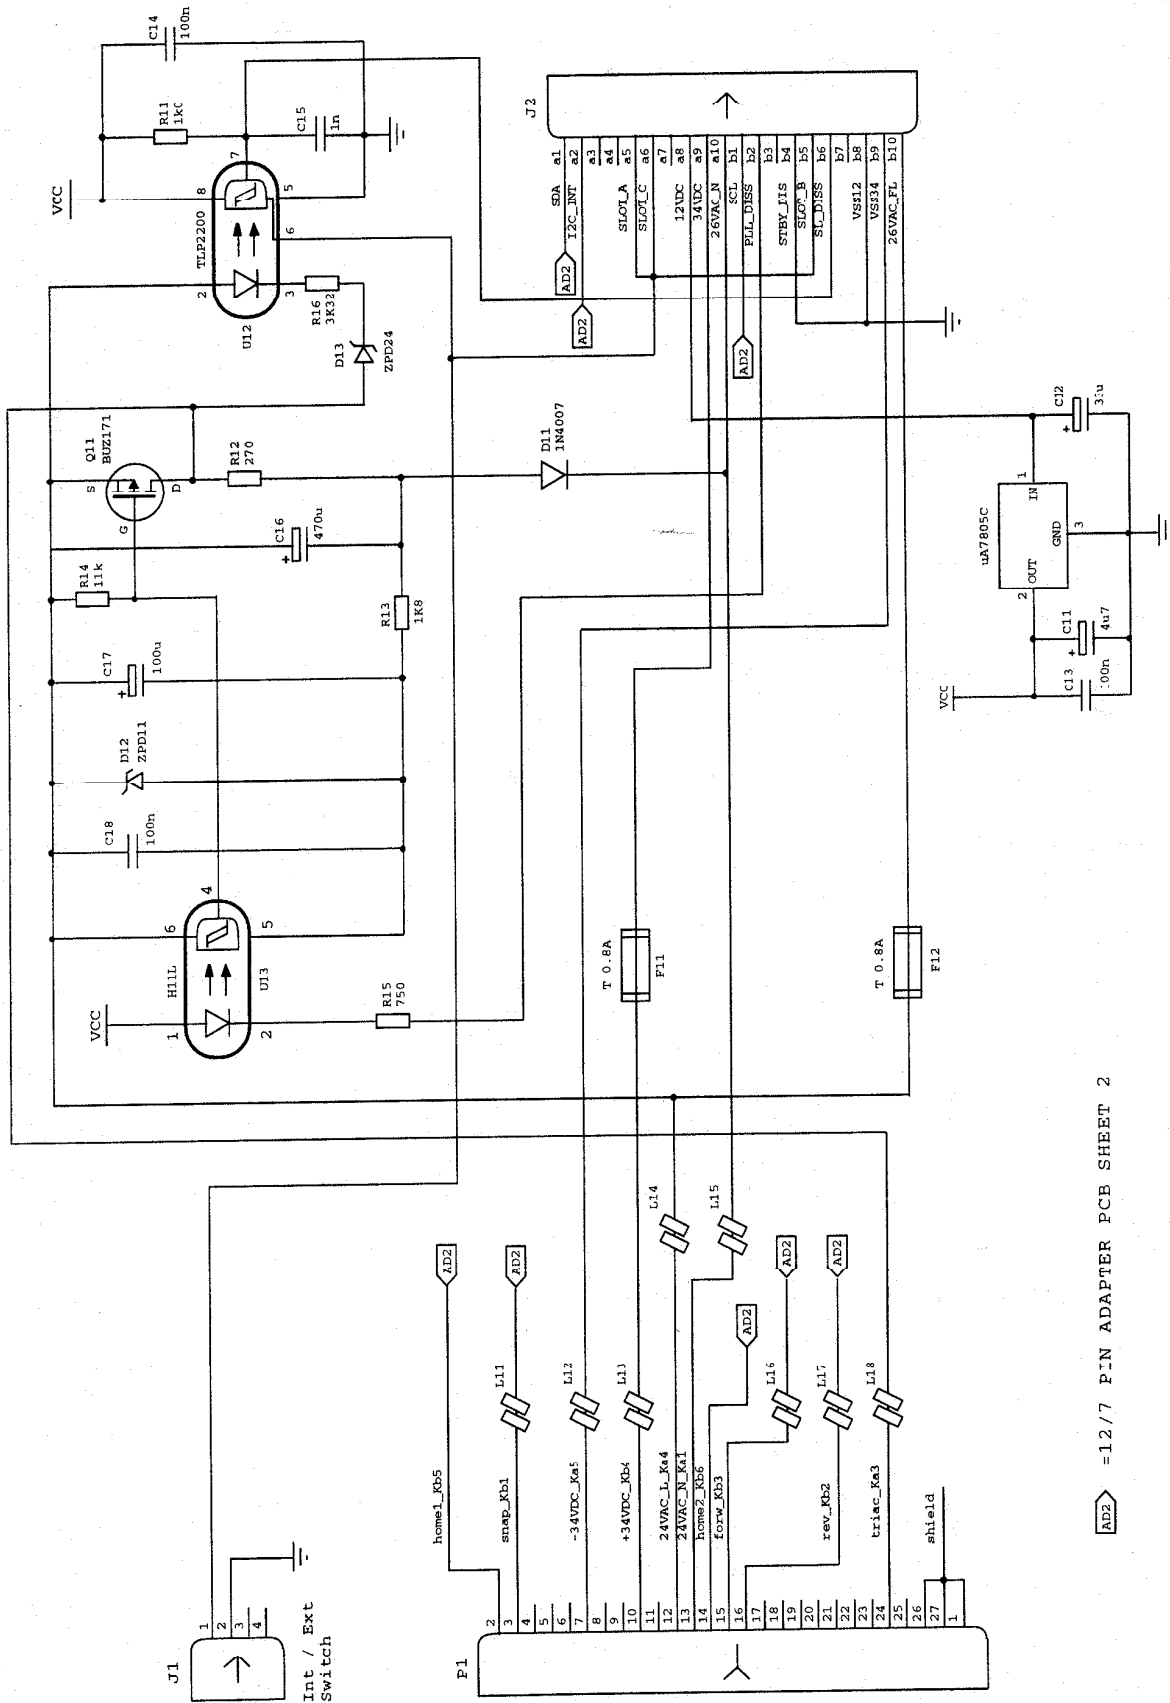 VCC
C14
100n
R11
C15
1n
8
7
5
6
TLP2200
2
3
U12
R16
3K32
D13
ZPD24
Q11
BUZ171
S
D
G
R12
270
C16
470u
R14
11k
R13
1K8
D11
1N4007
C17
100u
D12
ZPD11
C18
100n
6
4
5
H11L
U13
1
2
VCC
R15
750
J2
SDA a1
I2C_INT a2
a3
a4
SLOT_A a5
SLOT_C a6
a7
12VDC a8
34VDC a9
26VAC_N a10
SCL b1
PLL_DISS b2
b3
STBY_DIS b4
SLOT_B b5
SL_DISS b6
b7
VSS12 b8
VSS34 b9
26VAC_FL b10
AD2
AD2
AD2
uA7805C
IN
1
OUT
2
GND
3
C12
C11
4u7
C13
VCC
T 0.8A
F11
T 0.8A
F12
J1
1
2
3
4
Int / Ext
Switch
P1
2
3
4
5
6
7
8
9
10
11
12
13
14
15
16
17
18
19
20
21
22
23
24
25
26
27
1
home1_Kb5
snap_Kb1
-34VDC_Ka5
+34VDC_Kb4
24VAC_L_Ka4
24VAC_N_Ka1
home2_Kb6
forw_Kb3
rev_Kb2
triac_Ka3
shield
L11
L12
L13
L14
L15
L16
L17
L18
AD2
AD2
AD2
AD2
AD2
AD2 =12/7 PIN ADAPTER PCB SHEET 2